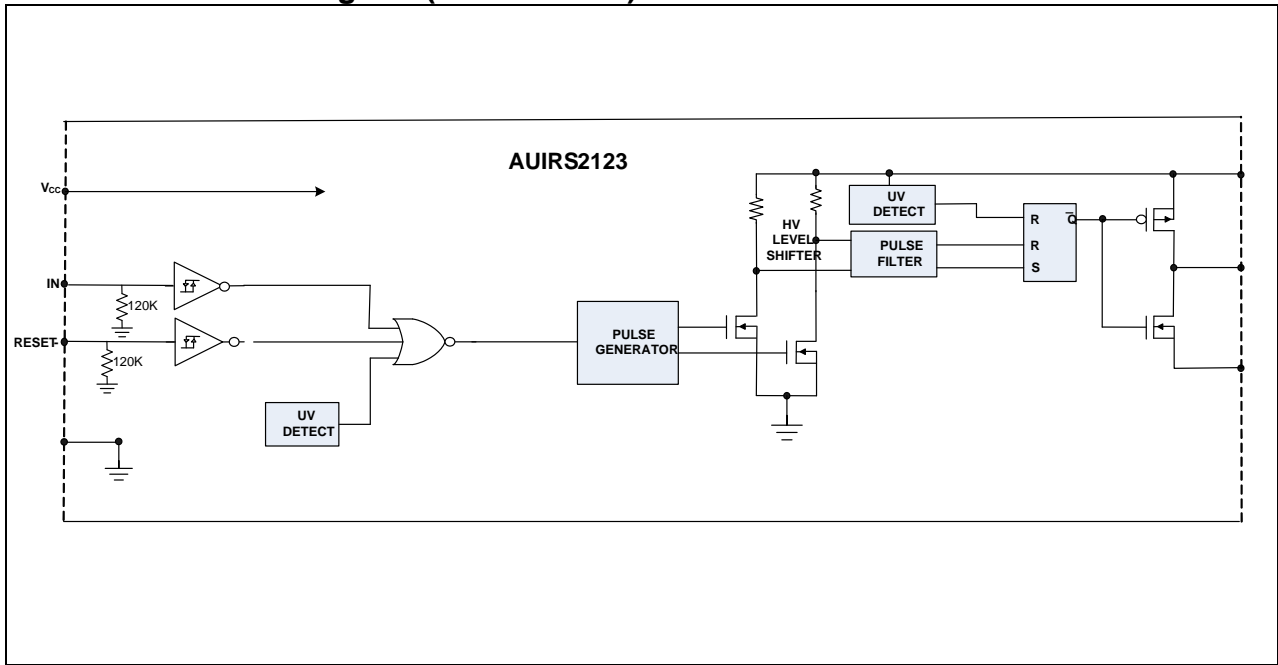 AUIRS2123
Vcc
IN
120K
RESET-
120K
UV
DETECT
PULSE
GENERATOR
HV
LEVEL
SHIFTER
UV
DETECT
PULSE
FILTER
R
R
S
Q